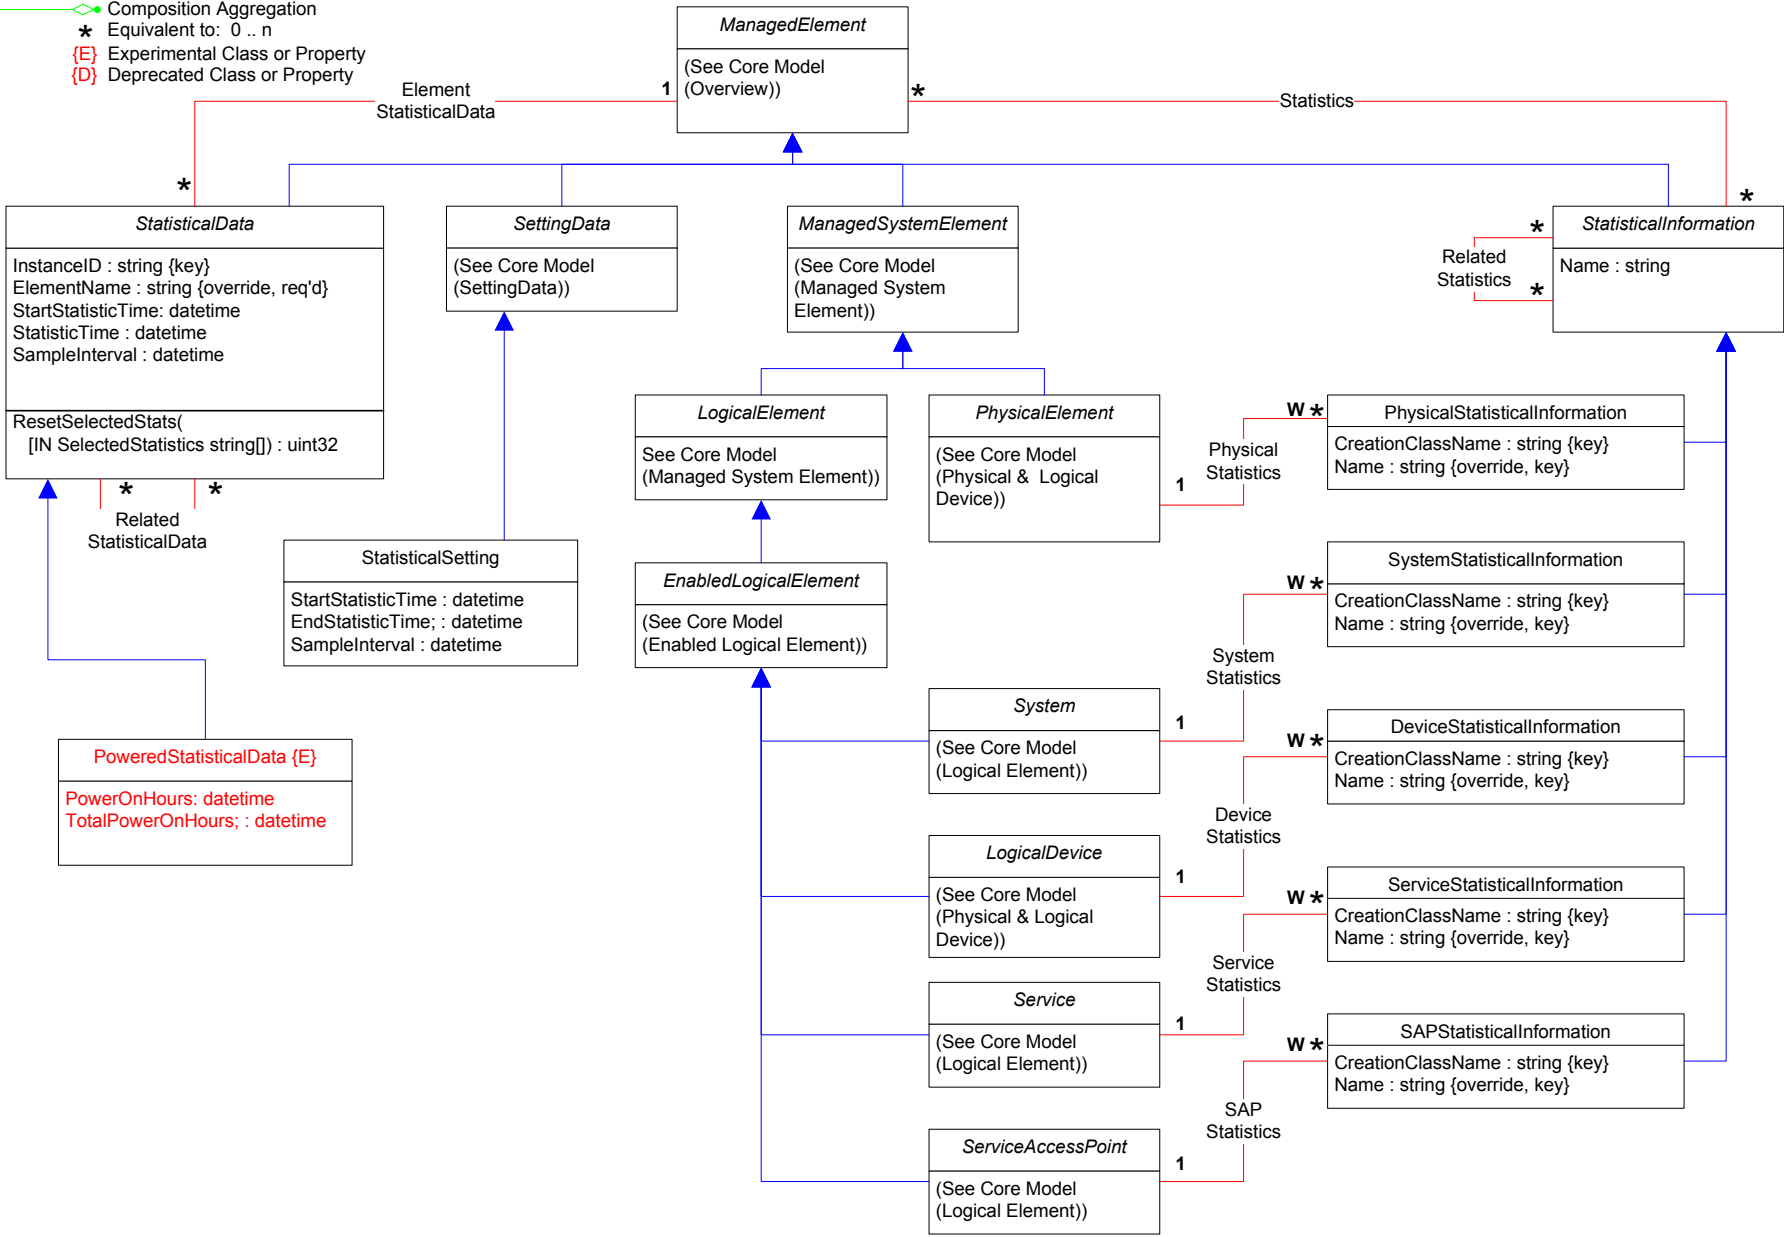 Composition Aggregation
* Equivalent to: 0 .. n
{E} Experimental Class or Property
{D} Deprecated Class or Property
ManagedElement
(See Core Model
(Overview))
Element
StatisticalData
1
*
*
Statistics
*
StatisticalData
InstanceID : string {key}
ElementName : string {override, req'd}
StartStatisticTime: datetime
StatisticTime : datetime
SampleInterval : datetime
ResetSelectedStats(
[IN SelectedStatistics string[]) : uint32
* *
Related
StatisticalData
SettingData
(See Core Model
(SettingData))
ManagedSystemElement
(See Core Model
(Managed System
Element))
StatisticalInformation
Name : string
*
Related
Statistics
*
LogicalElement
See Core Model
(Managed System Element))
PhysicalElement
(See Core Model
(Physical & Logical
Device))
1
Physical
Statistics
W *
PhysicalStatisticalInformation
CreationClassName : string {key}
Name : string {override, key}
StatisticalSetting
StartStatisticTime : datetime
EndStatisticTime; : datetime
SampleInterval : datetime
EnabledLogicalElement
(See Core Model
(Enabled Logical Element))
W *
SystemStatisticalInformation
CreationClassName : string {key}
Name : string {override, key}
System
Statistics
System
(See Core Model
(Logical Element))
1
PoweredStatisticalData {E}
PowerOnHours: datetime
TotalPowerOnHours; : datetime
W *
DeviceStatisticalInformation
CreationClassName : string {key}
Name : string {override, key}
Device
Statistics
LogicalDevice
(See Core Model
(Physical & Logical
Device))
1
W *
ServiceStatisticalInformation
CreationClassName : string {key}
Name : string {override, key}
Service
Statistics
Service
(See Core Model
(Logical Element))
1
W *
SAPStatisticalInformation
CreationClassName : string {key}
Name : string {override, key}
SAP
Statistics
ServiceAccessPoint
(See Core Model
(Logical Element))
1